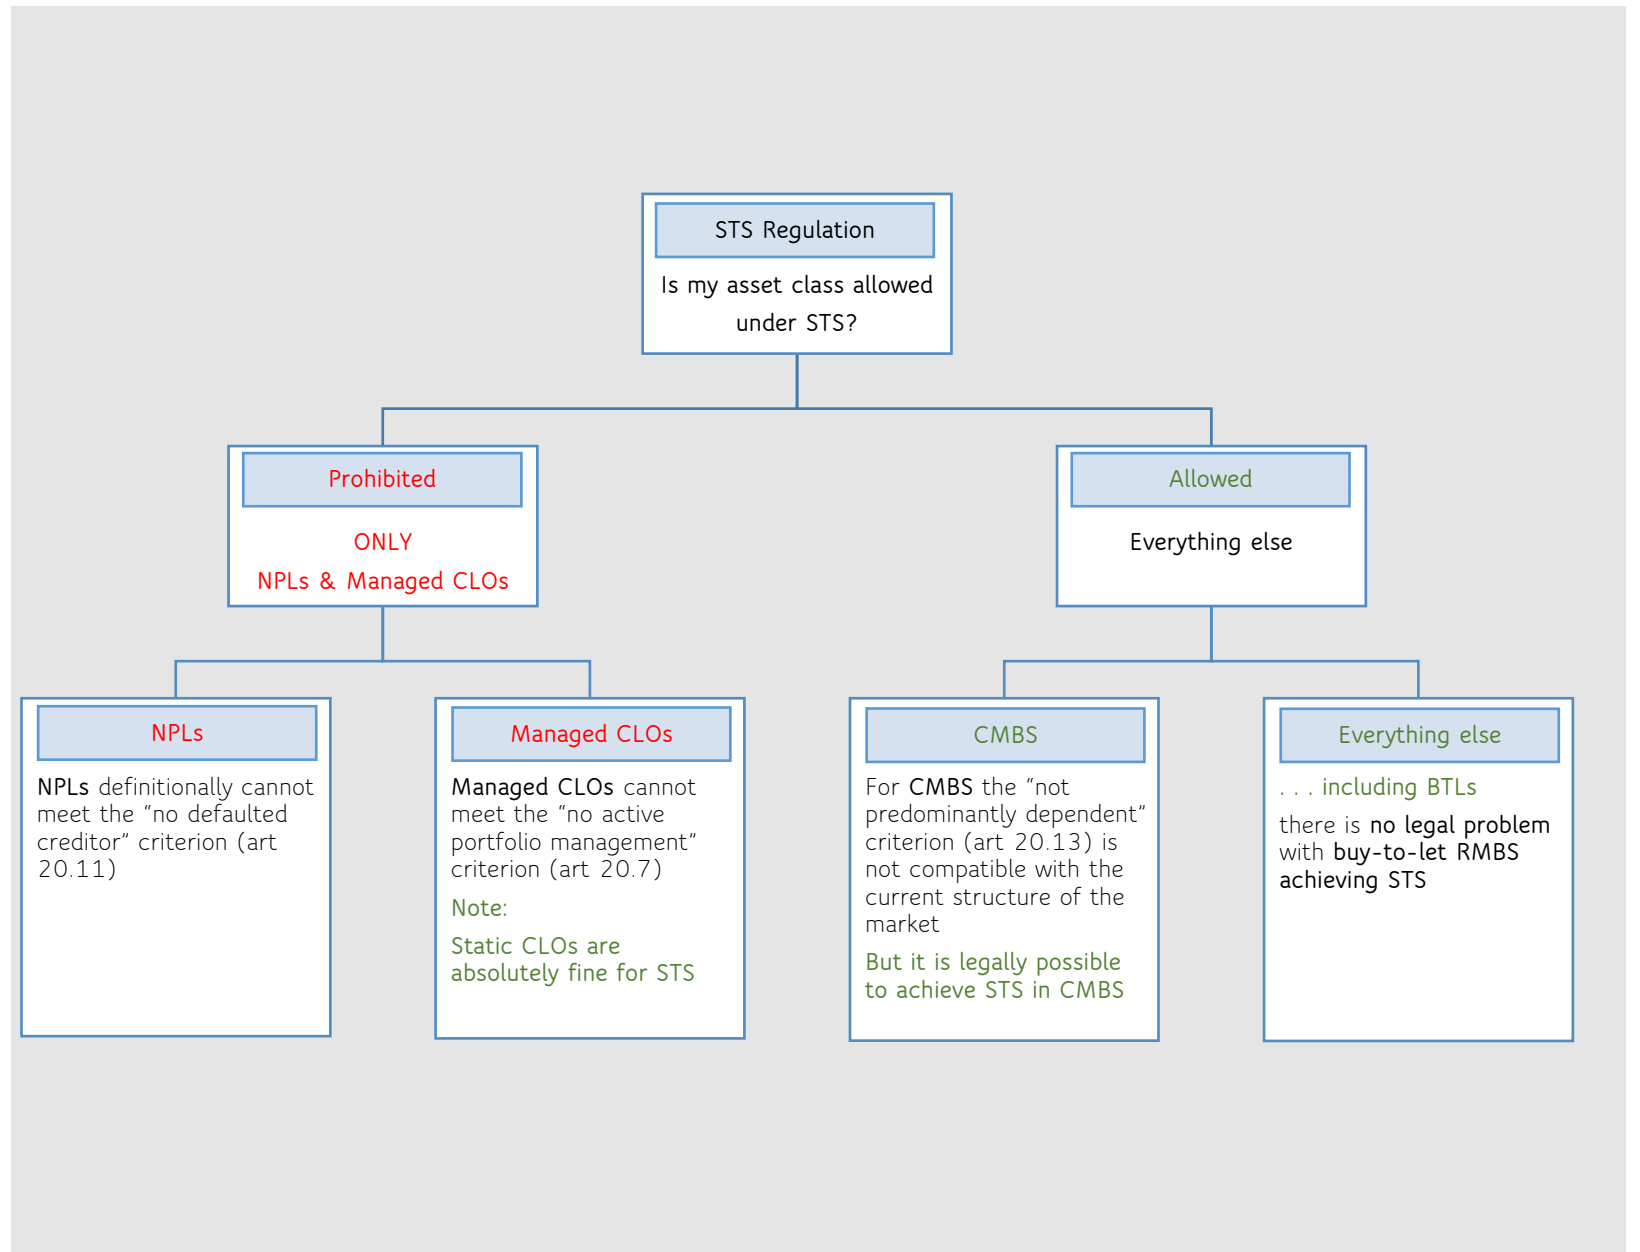 STS Regulation
Is my asset class allowed
under STS?
Prohibited
ONLY
NPLs & Managed CLOs
Allowed
Everything else
NPLs
NPLs definitionally cannot
meet the “no defaulted
creditor” criterion (art
20.11)
Managed CLOs
Managed CLOs cannot
meet the “no active
portfolio management”
criterion (art 20.7)
Note:
Static CLOs are
absolutely fine for STS
CMBS
For CMBS the “not
predominantly dependent”
criterion (art 20.13) is
not compatible with the
current structure of the
market
But it is legally possible
to achieve STS in CMBS
Everything else
. . . including BTLs
there is no legal problem
with buy-to-let RMBS
achieving STS